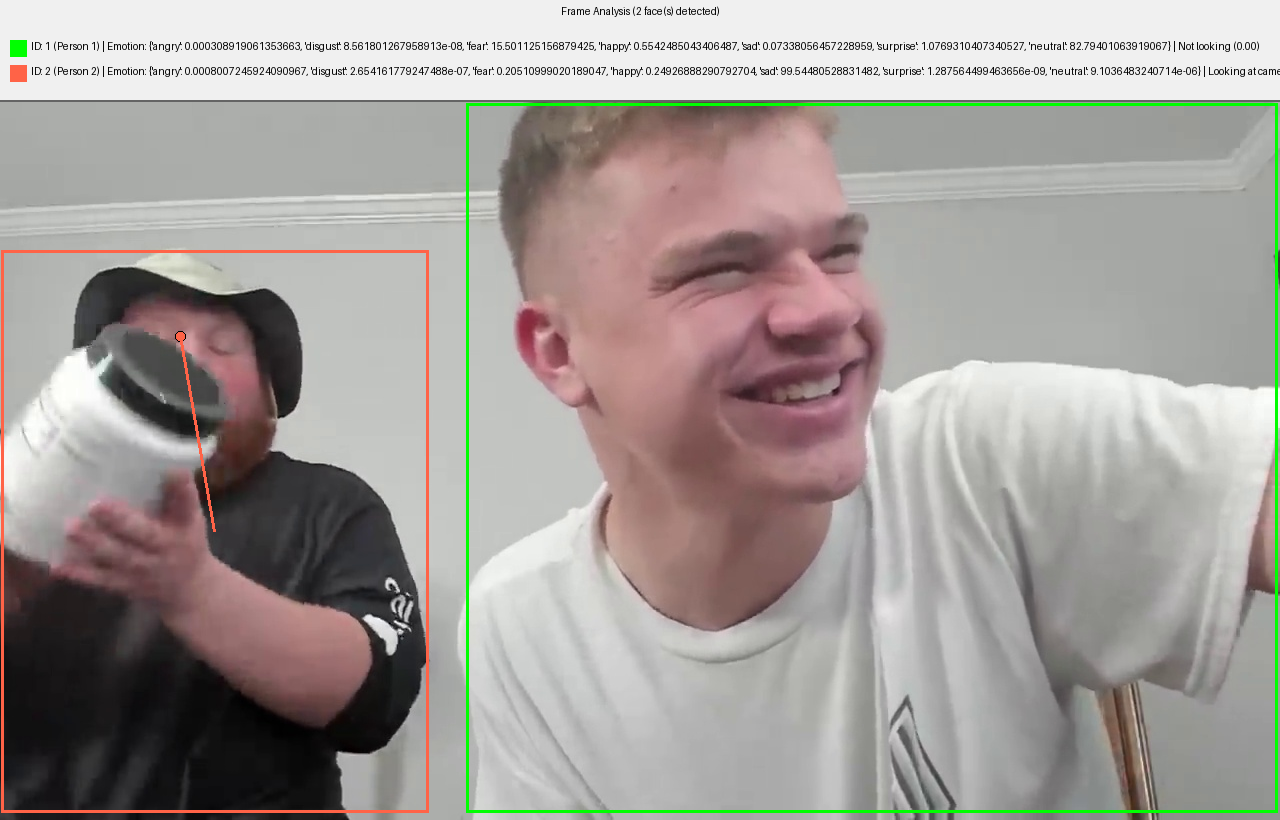 Frame Analysis (2 face(s) detected)
ID: 1 (Person 1) | Emotion: {'angry': 0.000308919061353663, 'disgust': 8.561801267958913e-08, 'fear': 15.501125156879425, 'happy': 0.5542485043406487, 'sad': 0.07338056457228959, 'surprise': 1.0769310407340527, 'neutral': 82.79401063919067} | Not looking (0.00)
ID: 2 (Person 2) | Emotion: {'angry': 0.0008007245924090967, 'disgust': 2.654161779247488e-07, 'fear': 0.20510999020189047, 'happy': 0.24926882290792704, 'sad': 99.54480528831482, 'surprise': 1.287564499463656e-09, 'neutral': 9.1036483240714e-06} | Looking at came